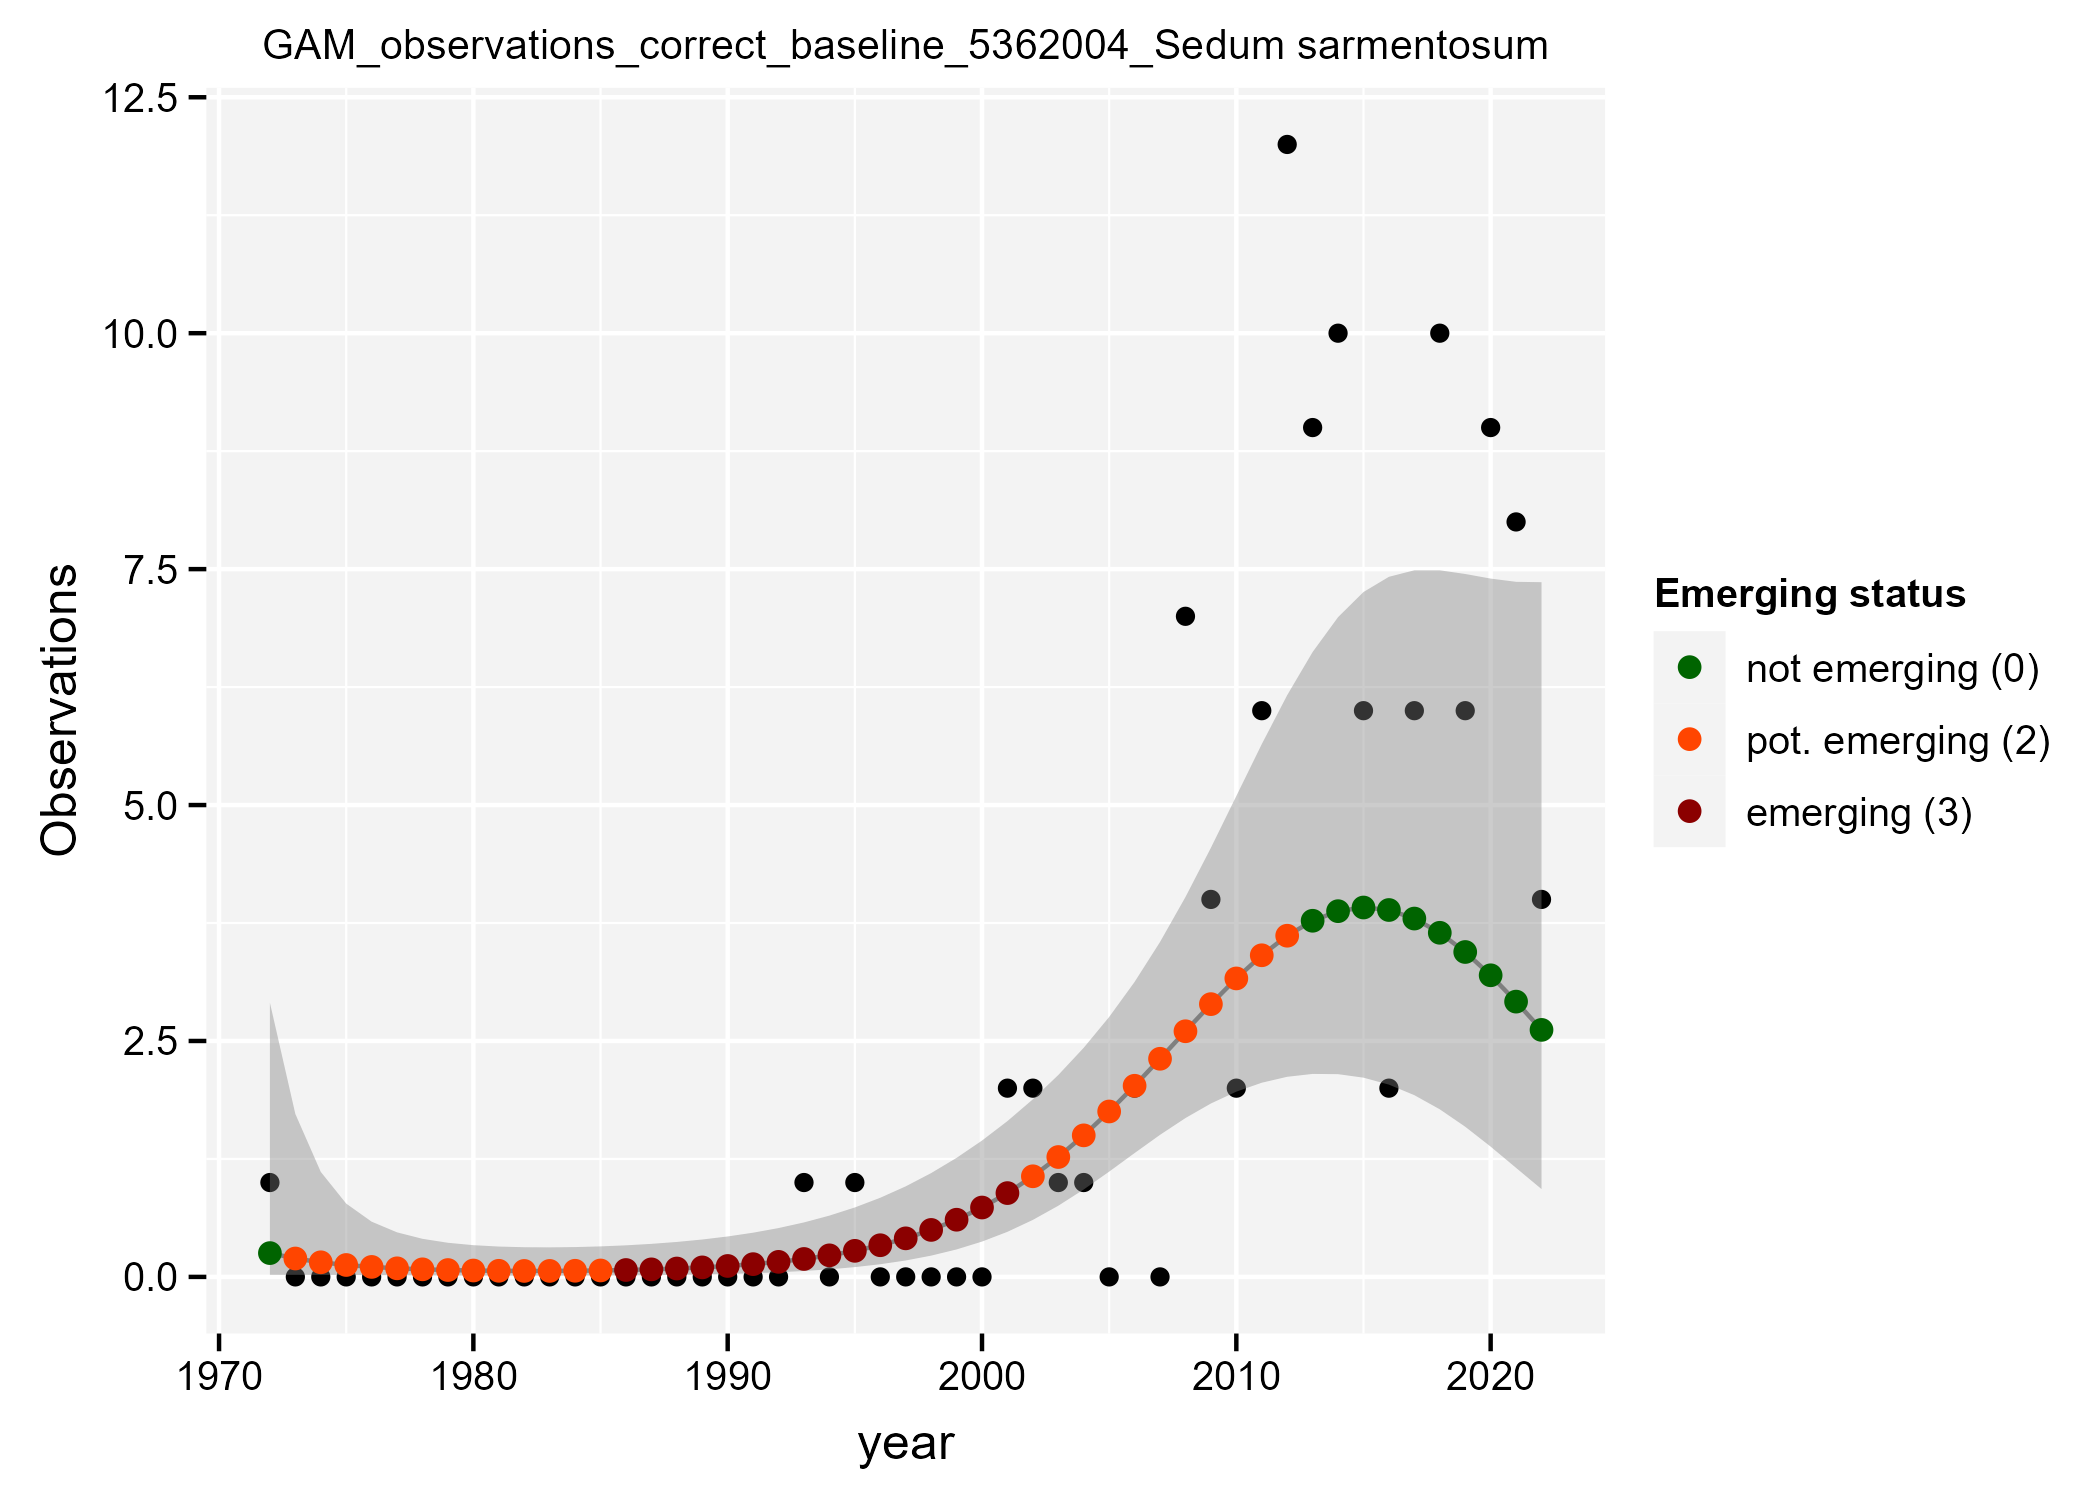 GAM_observations_correct_baseline_5362004_Sedum sarmentosum
12.5
10.0
7.5
5.0
2.5
0.0
Observations
1970 1980 1990 2000 2010 2020
year
Emerging status
not emerging (0)
pot. emerging (2)
emerging (3)